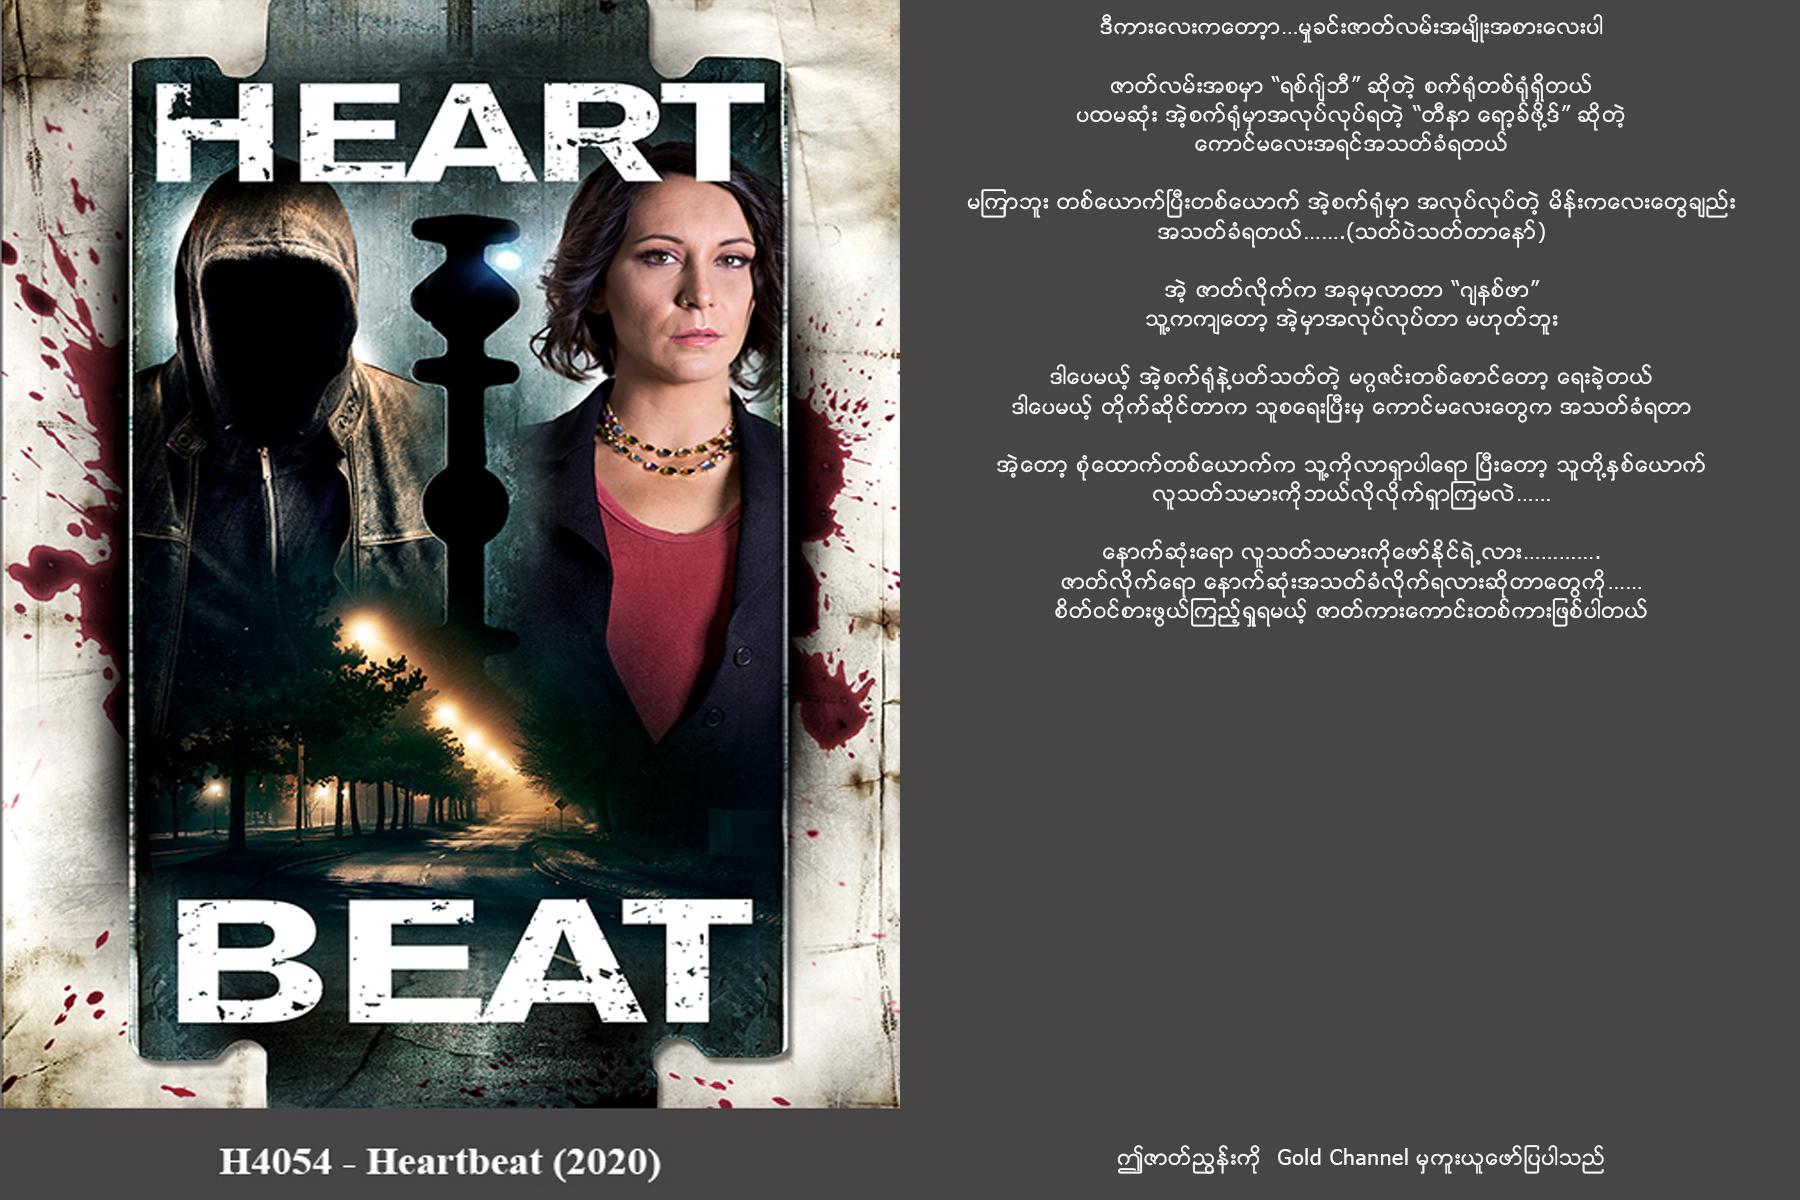 HEART
BEAT
H4054 - Heartbeat (2020)
ဒီကားလေးကတော့ာ...မှုခင်းဇာတ်လမ်းအမျိုးအစားလေးပါ
ဇာတ်လမ်းအစမှာ “ရစ်ဂျ်ဘီ” ဆိုတဲ့ စက်ရုံတစ်ရုံရှိတယ်
ပထမဆုံး အဲ့စက်ရုံမှာအလုပ်လုပ်ရတဲ့ “တီနာ ရော့ခ်ဖို့ဒ်” ဆိုတဲ့
ကောင်မလေးအရင်အသတ်ခံရတယ်
မကြာဘူး တစ်ယောက်ပြီးတစ်ယောက် အဲ့စက်ရုံမှာ အလုပ်လုပ်တဲ့ မိန်းကလေးတွေချည်း
အသတ်ခံရတယ်.......(သတ်ပဲသတ်တာနော်)
အဲ့ ဇာတ်လိုက်က အခုမှလာတာ “ဂျနစ်ဖာ”
သူ့ကကျတော့ အဲ့မှာအလုပ်လုပ်တာ မဟုတ်ဘူး
ဒါပေမယ့် အဲ့စက်ရုံနဲ့ပတ်သတ်တဲ့ မဂ္ဂဇင်းတစ်စောင်တော့ ရေးခဲ့တယ်
ဒါပေမယ့် တိုက်ဆိုင်တာက သူစရေးပြီးမှ ကောင်မလေးတွေက အသတ်ခံရတာ
အဲ့တော့ စုံထောက်တစ်ယောက်က သူ့ကိုလာရှာပါရော ပြီးတော့ သူတို့နှစ်ယောက်
လူသတ်သမားကိုဘယ်လိုလိုက်ရှာကြမလဲ......
နောက်ဆုံးရော လူသတ်သမားကိုဖော်နိုင်ရဲ့လား.............
ဇာတ်လိုက်ရော နောက်ဆုံးအသတ်ခံလိုက်ရလားဆိုတာတွေကို......
စိတ်ဝင်စားဖွယ်ကြည့်ရှုရမယ့် ဇာတ်ကားကောင်းတစ်ကားဖြစ်ပါတယ်
ဤဇာတ်ညွှန်းကို Gold Channel မှကူးယူဖော်ပြပါသည်